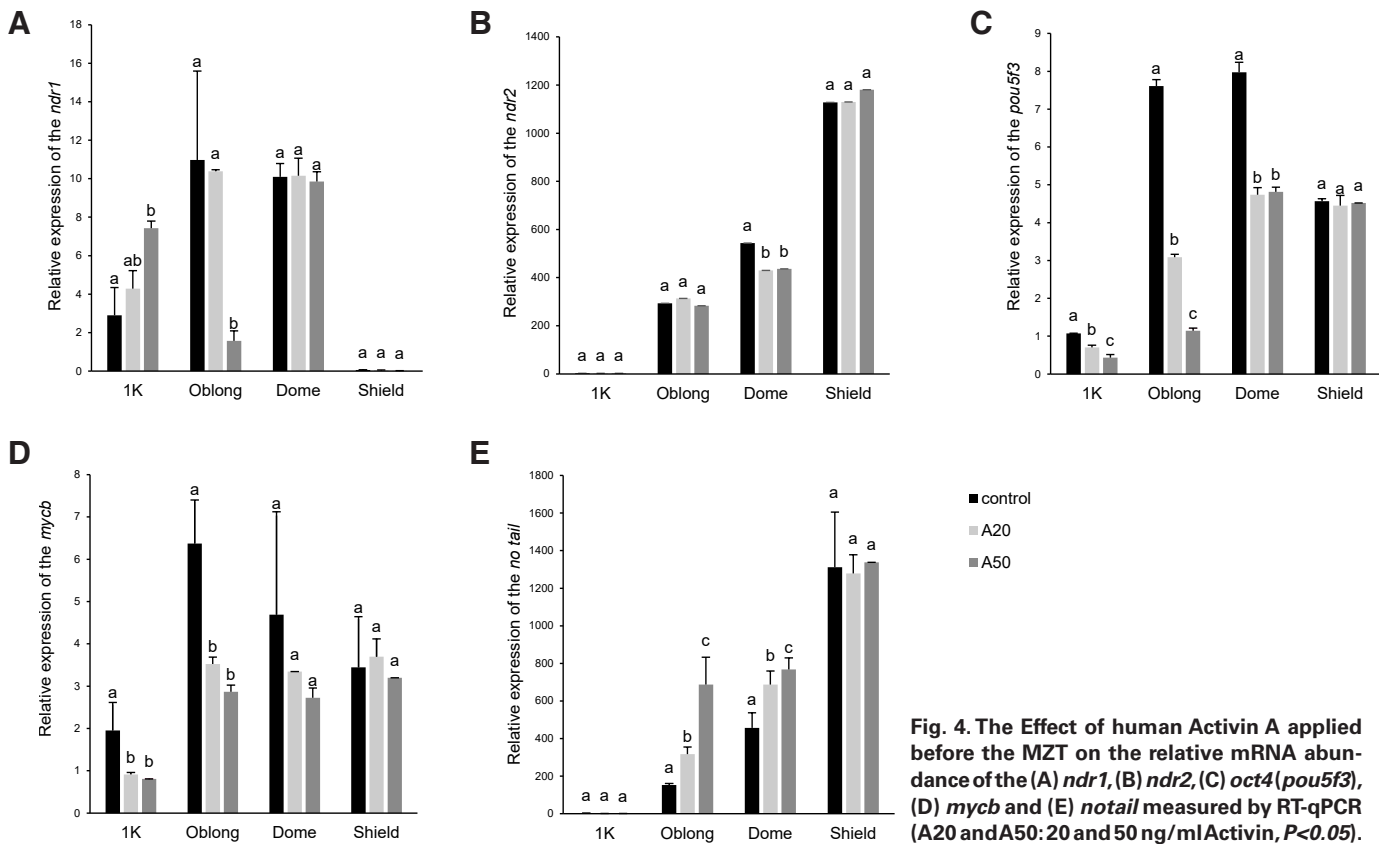 A
Relative expression of the ndr1
18
16
14
12
10
8
6
4
2
0
a
ab
b
a
a
b
a
a
a
a
a
a
1K
Oblong
Dome
Shield
B
Relative expression of the ndr2
1400
1200
1000
800
600
400
200
0
a
a
a
a
a
a
a
b
b
a
a
a
1K
Oblong
Dome
Shield
C
Relative expression of the pou5f3
9
8
7
6
5
4
3
2
1
0
a
b
c
a
b
c
a
b
b
a
a
a
1K
Oblong
Dome
Shield
D
Relative expression of the mycb
8
7
6
5
4
3
2
1
0
a
b
b
a
b
b
a
a
a
a
a
a
1K
Oblong
Dome
Shield
E
Relative expression of the no tail
1800
1600
1400
1200
1000
800
600
400
200
0
a
a
a
a
b
c
a
b
c
a
a
a
1K
Oblong
Dome
Shield
control
A20
A50
Fig. 4. The Effect of human Activin A applied
before the MZT on the relative mRNA abun-
dance of the (A) ndr1, (B) ndr2, (C) oct4 (pou5f3),
(D) mycb and (E) notail measured by RT-qPCR
(A20 and A50: 20 and 50 ng/ml Activin, P<0.05).